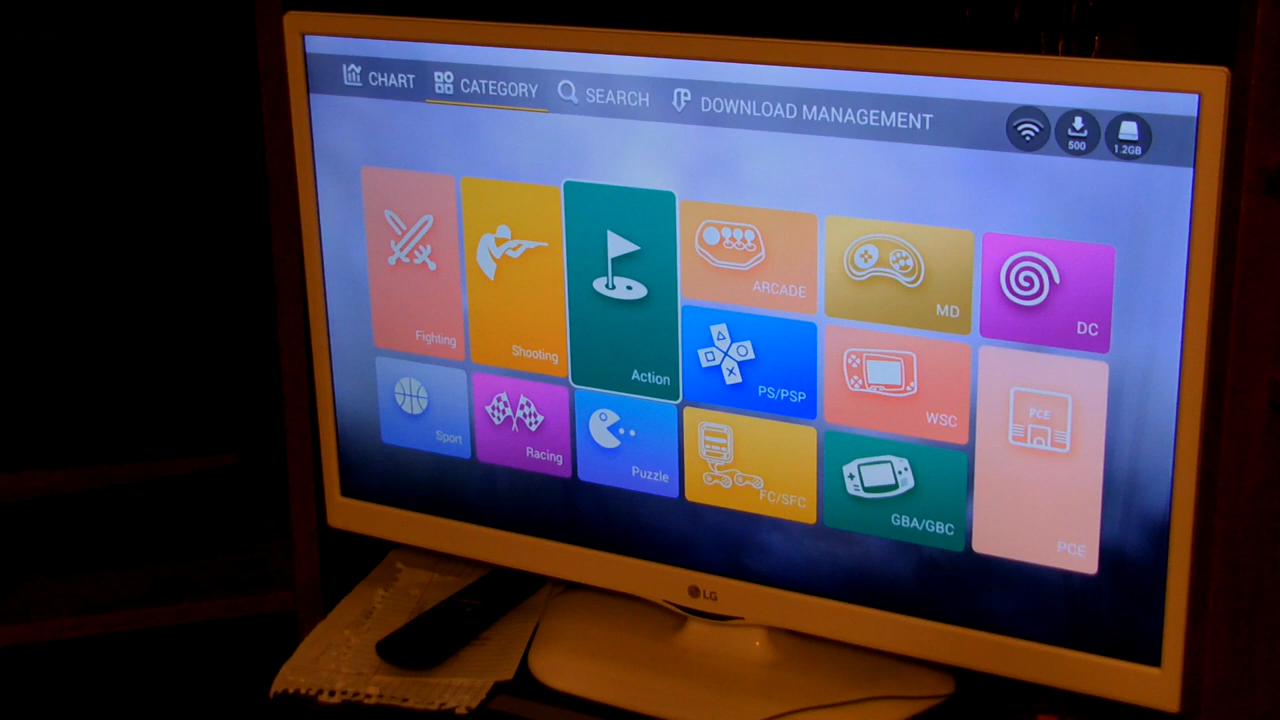 CHART
CATEGORY
SEARCH
DOWNLOAD MANAGEMENT
500
1.2GB
Fighting
Shooting
Action
ARCADE
MD
DC
PS/PSP
WSC
PCE
Sport
Racing
Puzzle
FC/SFC
GBA/GBC
PCE
LG